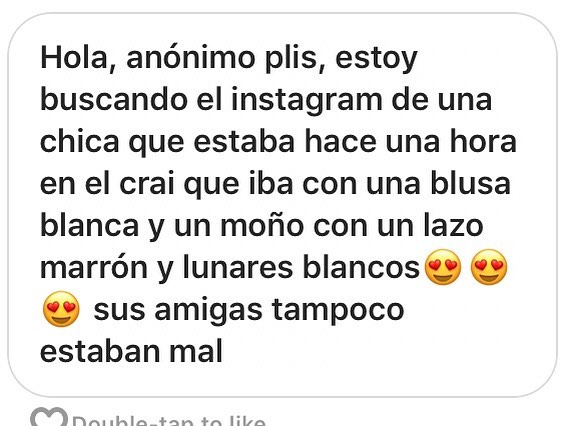 Hola, anónimo plis, estoy
buscando el instagram de una
chica que estaba hace una hora
en el crai que iba con una blusa
blanca y un moño con un lazo
marrón y lunares blancos😍😍
😍 sus amigas tampoco
estaban mal
Double-tap to like